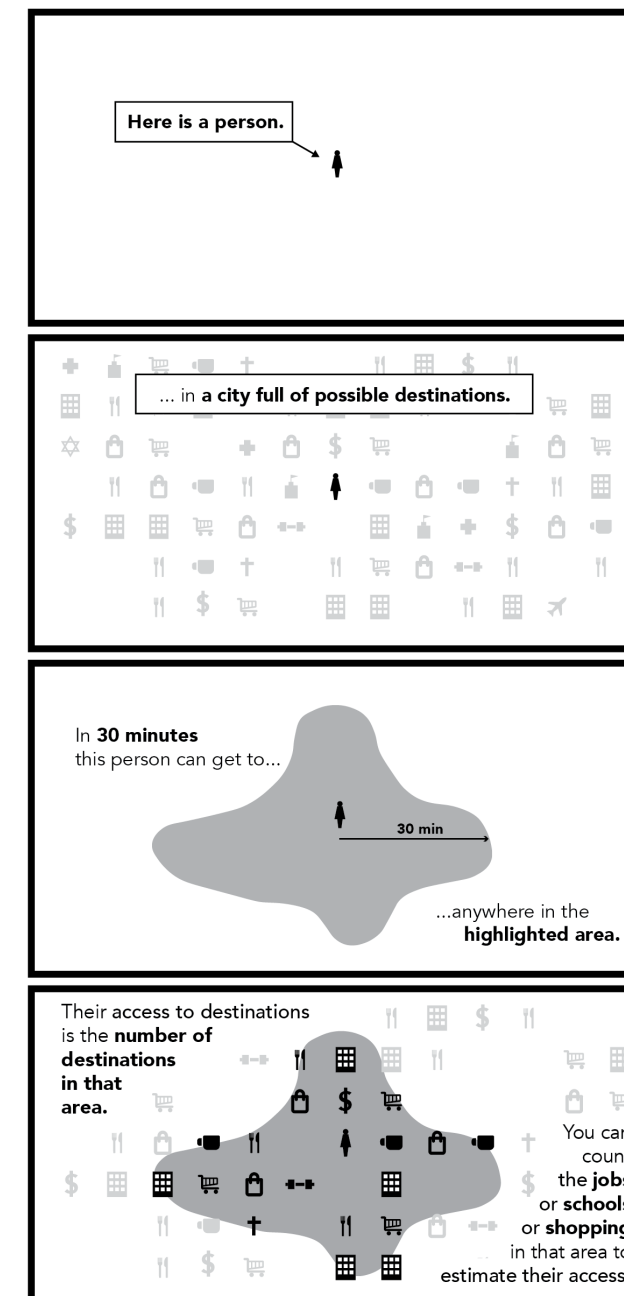 Here is a person.
... in a city full of possible destinations.
In 30 minutes
this person can get to...
30 min
...anywhere in the
highlighted area.
Their access to destinations
is the number of
destinations
in that
area.
You can
coun
the jobs
or schools
or shopping
in that area to
estimate their access.